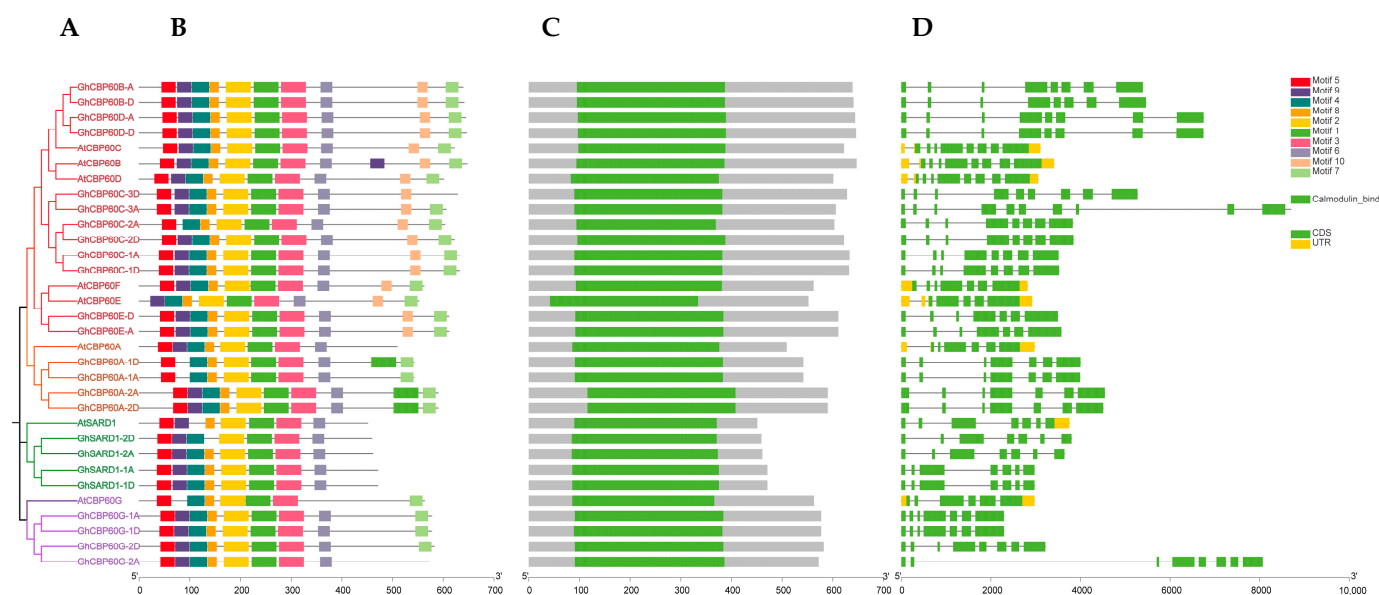 A B C D
GhCBP60B-A
GhCBP60B-D
GhCBP60D-A
GhCBP60D-D
AtCBP60C
AtCBP60B
AtCBP60D
GhCBP60C-3D
GhCBP60C-3A
GhCBP60C-2A
GhCBP60C-2D
GhCBP60C-1A
GhCBP60C-1D
AtCBP60F
AtCBP60E
GhCBP60E-D
GhCBP60E-A
AtCBP60A
GhCBP60A-1D
GhCBP60A-1A
GhCBP60A-2A
GhCBP60A-2D
AtSARD1
GhSARD1-2D
GhSARD1-2A
GhSARD1-1A
GhSARD1-1D
AtCBP60G
GhCBP60G-1A
GhCBP60G-1D
GhCBP60G-2D
GhCBP60G-2A
Motif 5
Motif 9
Motif 4
Motif 8
Motif 2
Motif 1
Motif 3
Motif 6
Motif 10
Motif 7
Calmodulin_bind
CDS
UTR
5' 3'
0 100 200 300 400 500 600 700
5' 3'
0 100 200 300 400 500 600 700
5' 3'
0 2000 4000 6000 8000 10,000